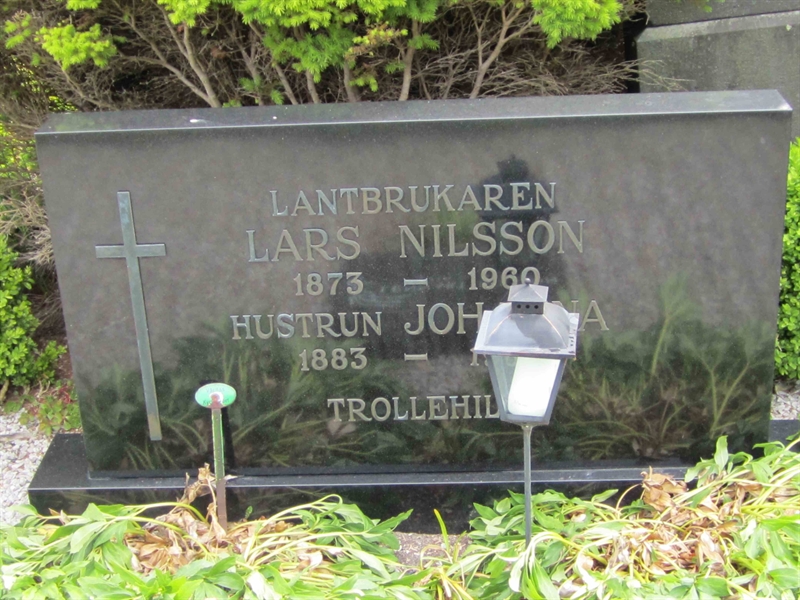 LANTBRUKAREN
LARS NILSSON
1873 – 1960
HUSTRUN
1883 –